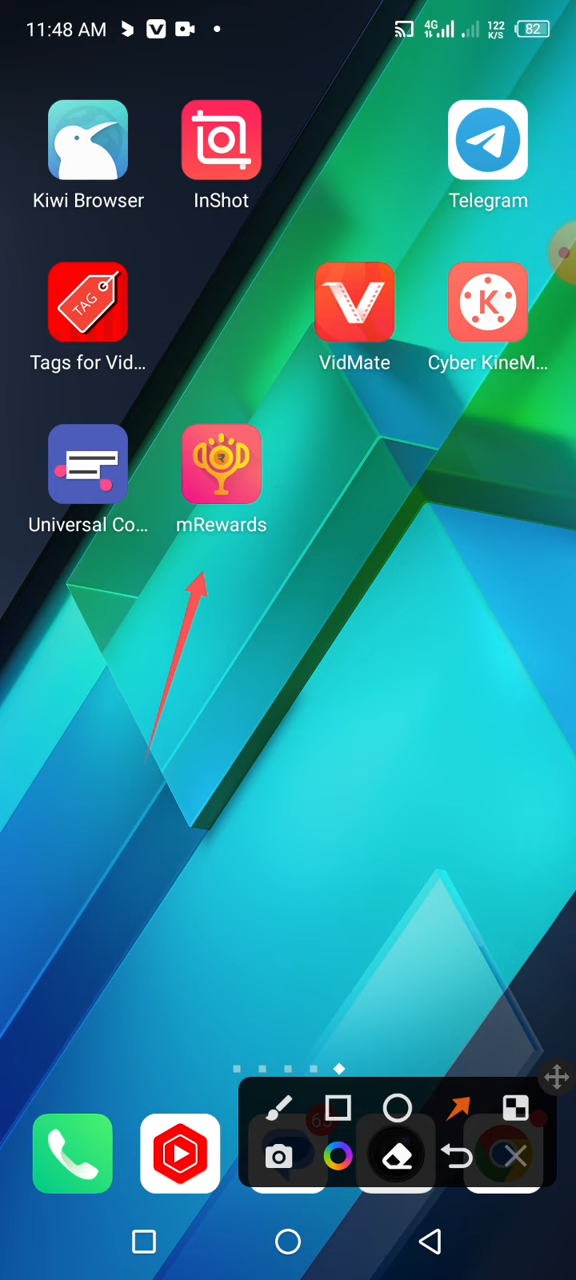 11:48 AM
4G
122
K/S
82
Kiwi Browser
InShot
Telegram
TAG
Tags for Vid...
VidMate
K
Cyber KineM...
Universal Co...
mRewards
63